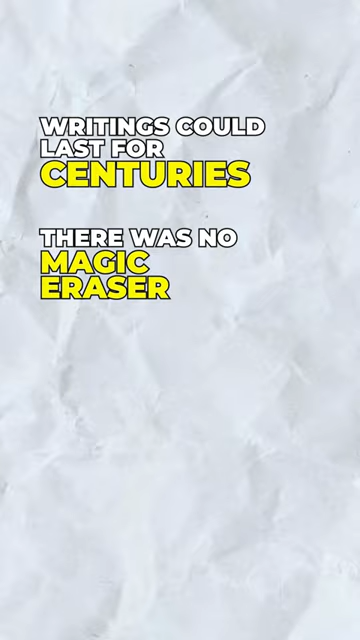 WRITINGS COULD
LAST FOR
CENTURIES
THERE WAS NO
MAGIC
ERASER